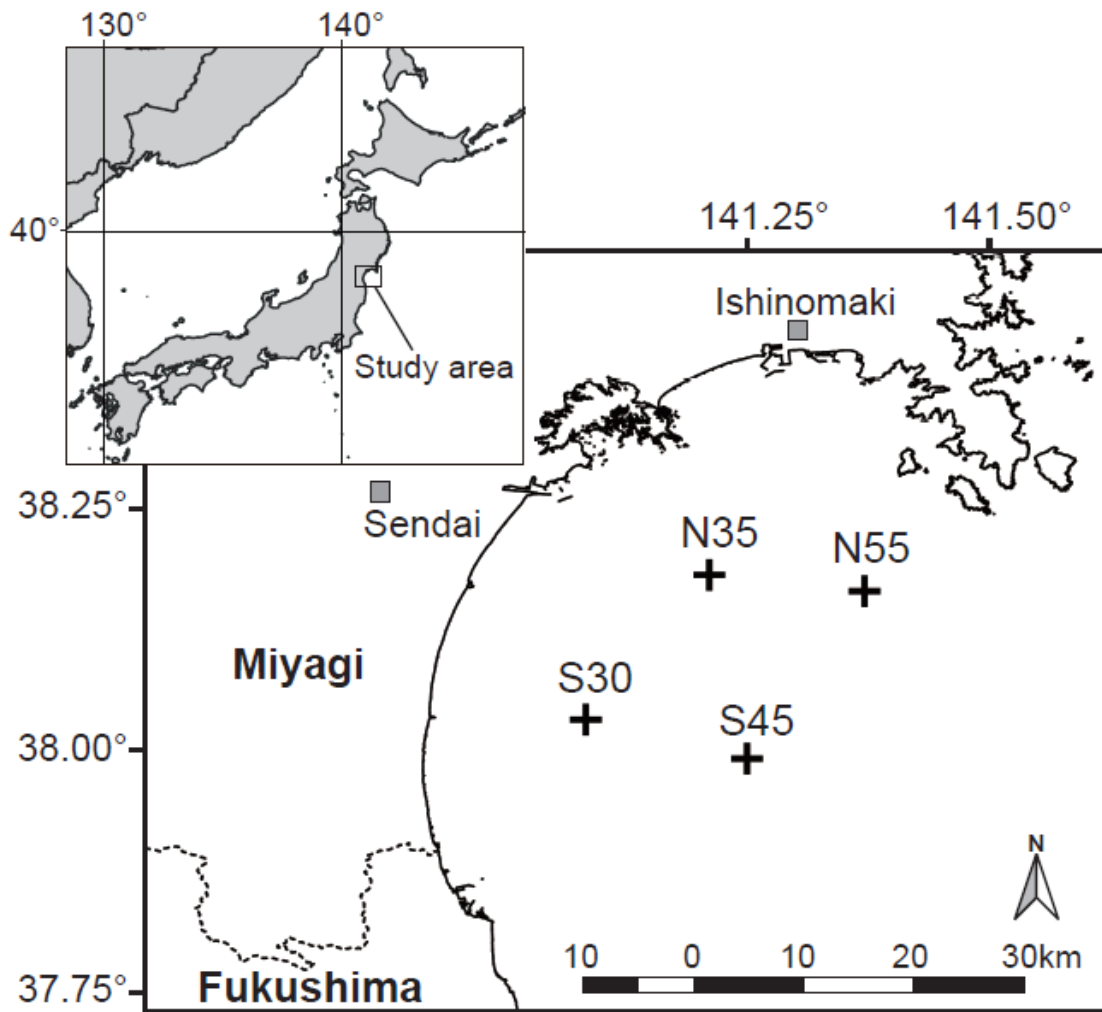 130° 140°
40°
Study area
141.25° 141.50°
Ishinomaki
38.25°
Sendai
N35 N55
Miyagi
S30
S45
38.00°
N
10 0 10 20 30km
Fukushima
37.75°